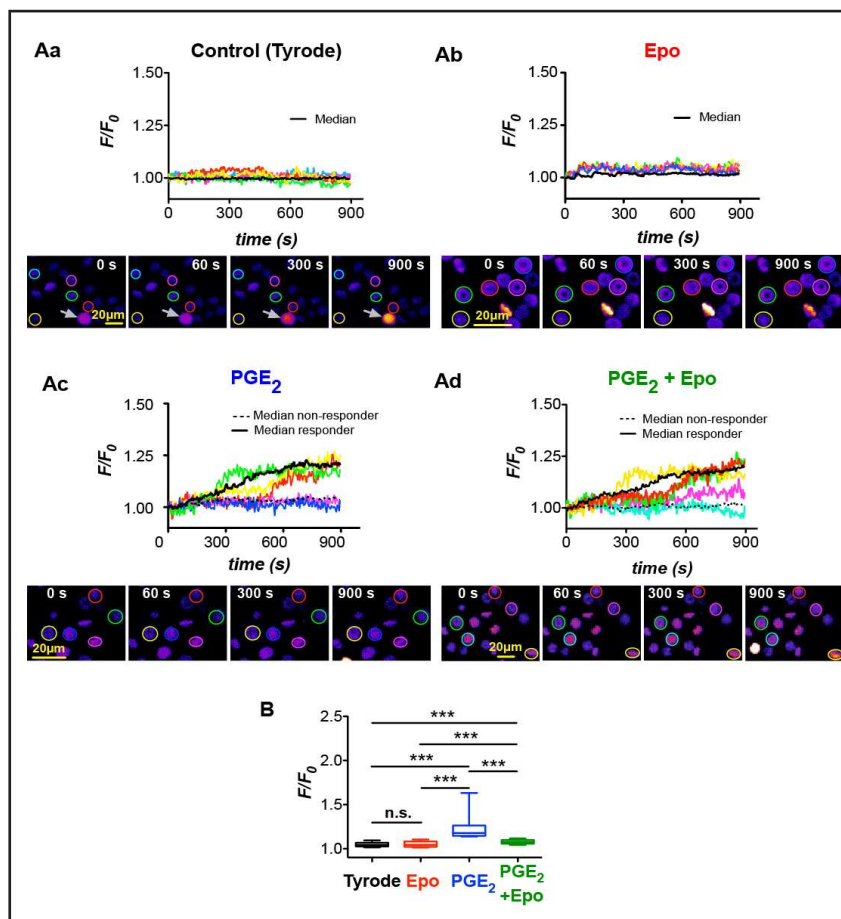 Aa
Control (Tyrode)
1.50
1.25
1.00
F/F0
Median
0 300 600 900
time (s)
0 s 60 s 300 s 900 s
20μm
Ab
Epo
1.50
1.25
1.00
F/F0
Median
0 300 600 900
time (s)
0 s 60 s 300 s 900 s
20μm
Ac
PGE2
1.50
1.25
1.00
F/F0
Median non-responder
Median responder
0 300 600 900
time (s)
0 s 60 s 300 s 900 s
20μm
Ad
PGE2 + Epo
1.50
1.25
1.00
F/F0
Median non-responder
Median responder
0 300 600 900
time (s)
0 s 60 s 300 s 900 s
20μm
B
2.5
2.0
1.5
1.0
F/F0
***
***
*** ***
***
n.s.
Tyrode Epo PGE2 PGE2
+Epo